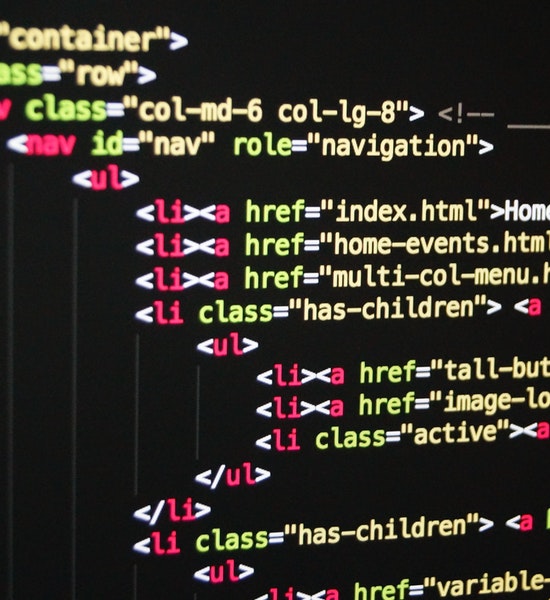 "container">
ass="row">
v class="col-md-6 col-lg-8"> <!--
<nav id="nav" role="navigation">
<ul>
<li><a href="index.html">Home
<li><a href="home-events.html
<li><a href="multi-col-menu.h
<li class="has-children"> <a
<ul>
<li><a href="tall-but
<li><a href="image-lo
<li class="active"><a
</ul>
</li>
<li class="has-children"> <a
<ul>
<li><a href="variable-